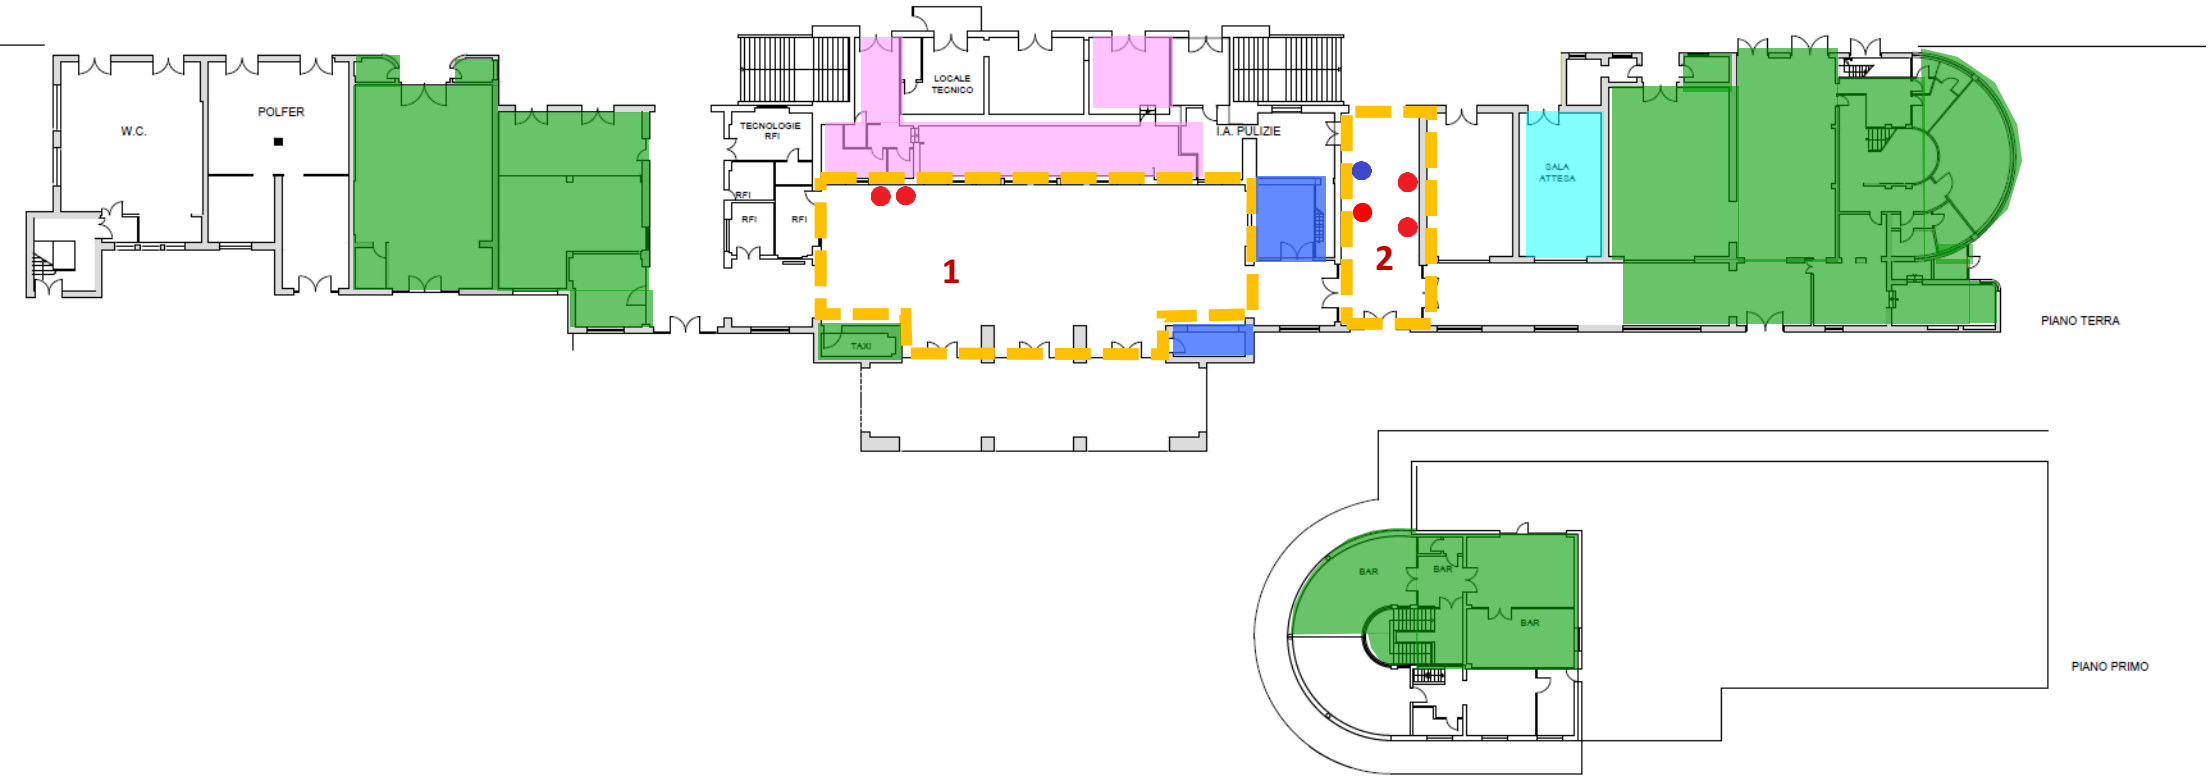 W.C.
POLFER
TECNOLOGIE
RFI
RFI
RFI
RFI
LOCALE
TECNICO
I.A. PULIZIE
1
2
SALA
ATTESA
TAXI
PIANO TERRA
BAR
BAR
BAR
PIANO PRIMO